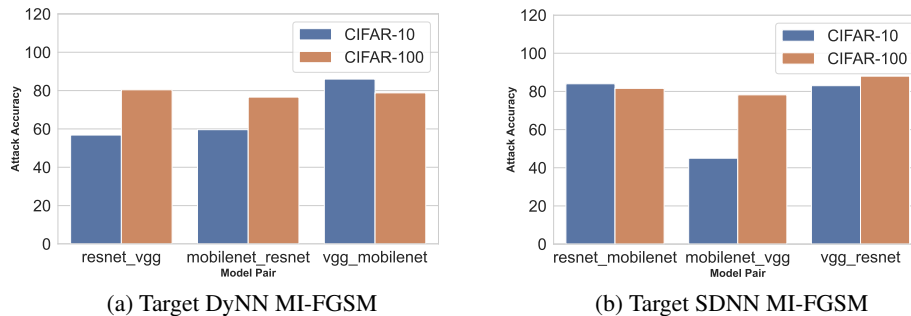 120
100
80
60
40
20
0
Attack Accuracy
CIFAR-10
CIFAR-100
resnet_vgg
mobilenet_resnet
vgg_mobilenet
Model Pair
(a) Target DyNN MI-FGSM
120
100
80
60
40
20
0
Attack Accuracy
CIFAR-10
CIFAR-100
resnet_mobilenet
mobilenet_vgg
vgg_resnet
Model Pair
(b) Target SDNN MI-FGSM